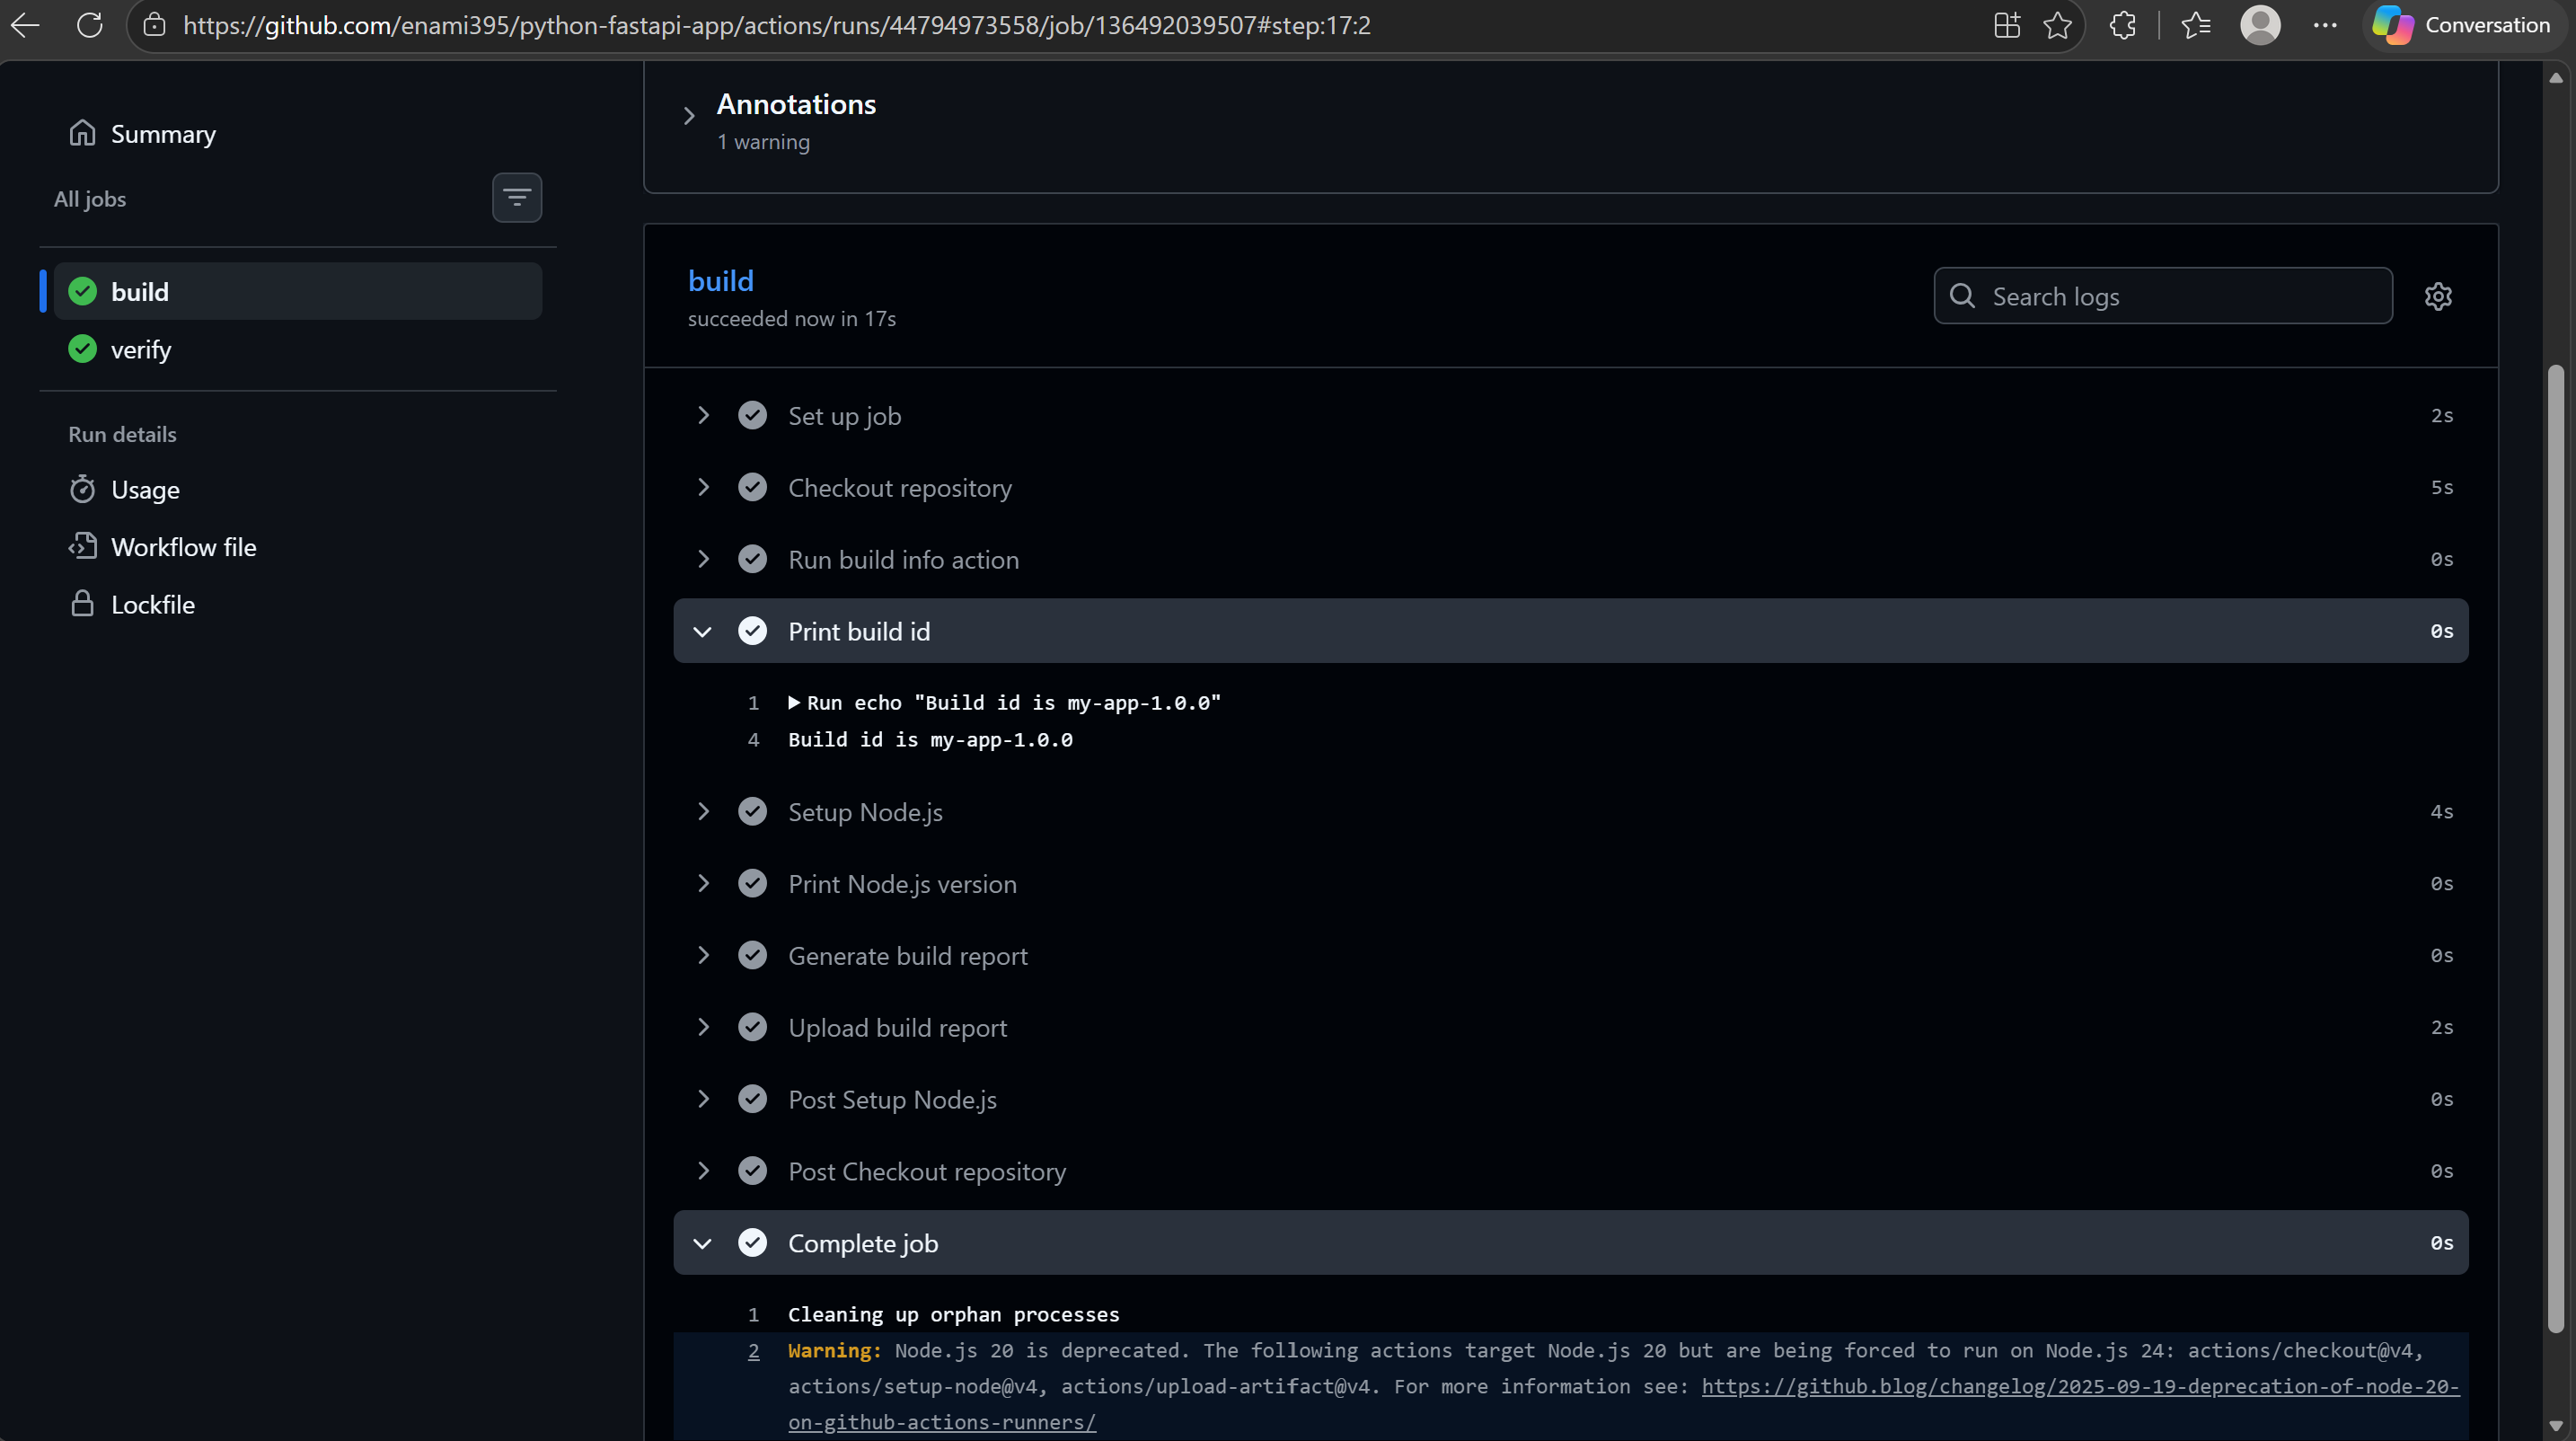 https://github.com/enami395/python-fastapi-app/actions/runs/44794973558/job/136492039507#step:17:2
Conversation
Summary
All jobs
build
verify
Run details
Usage
Workflow file
Lockfile
Annotations
1 warning
build
succeeded now in 17s
Search logs
Set up job
2s
Checkout repository
5s
Run build info action
0s
Print build id
0s
1 Run echo "Build id is my-app-1.0.0"
4 Build id is my-app-1.0.0
Setup Node.js
4s
Print Node.js version
0s
Generate build report
0s
Upload build report
2s
Post Setup Node.js
0s
Post Checkout repository
0s
Complete job
0s
1 Cleaning up orphan processes
2 Warning: Node.js 20 is deprecated. The following actions target Node.js 20 but are being forced to run on Node.js 24: actions/checkout@v4,
actions/setup-node@v4, actions/upload-artifact@v4. For more information see: https://github.blog/changelog/2025-09-19-deprecation-of-node-20-
on-github-actions-runners/